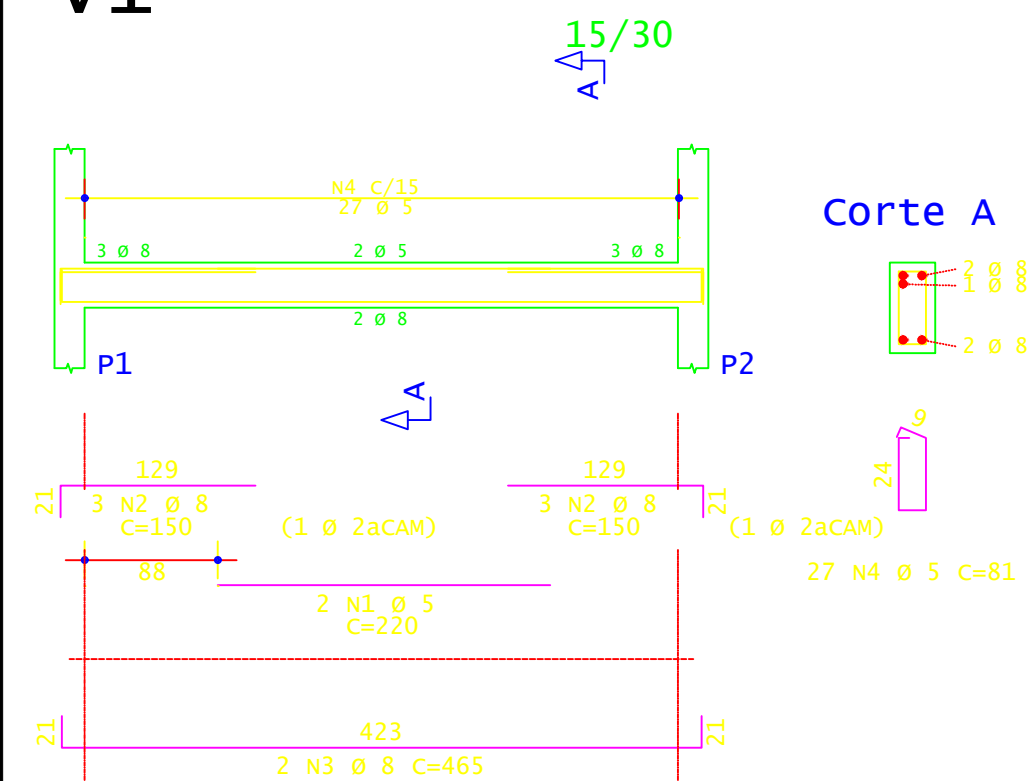 V1
15/30
A
N4 C/15
27 Ø 5
Corte A
3 Ø 8
2 Ø 5
3 Ø 8
2 Ø 8
1 Ø 8
2 Ø 8
2 Ø 8
P1
P2
A
9
24
129
129
21
21
3 N2 Ø 8
C=150
(1 Ø 2aCAM)
3 N2 Ø 8
C=150
(1 Ø 2aCAM)
88
27 N4 Ø 5 C=81
2 N1 Ø 5
C=220
21
423
21
2 N3 Ø 8 C=465